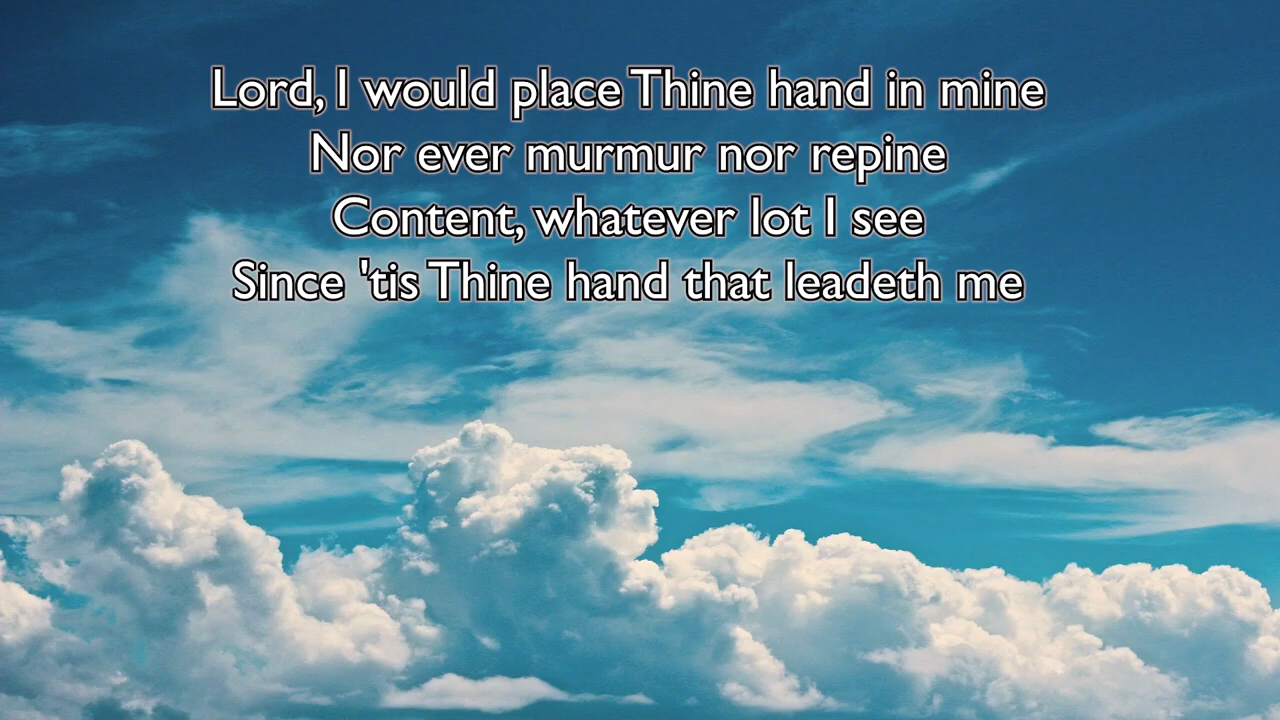 Lord, I would place Thine hand in mine
Nor ever murmur nor repine
Content, whatever lot I see
Since 'tis Thine hand that leadeth me